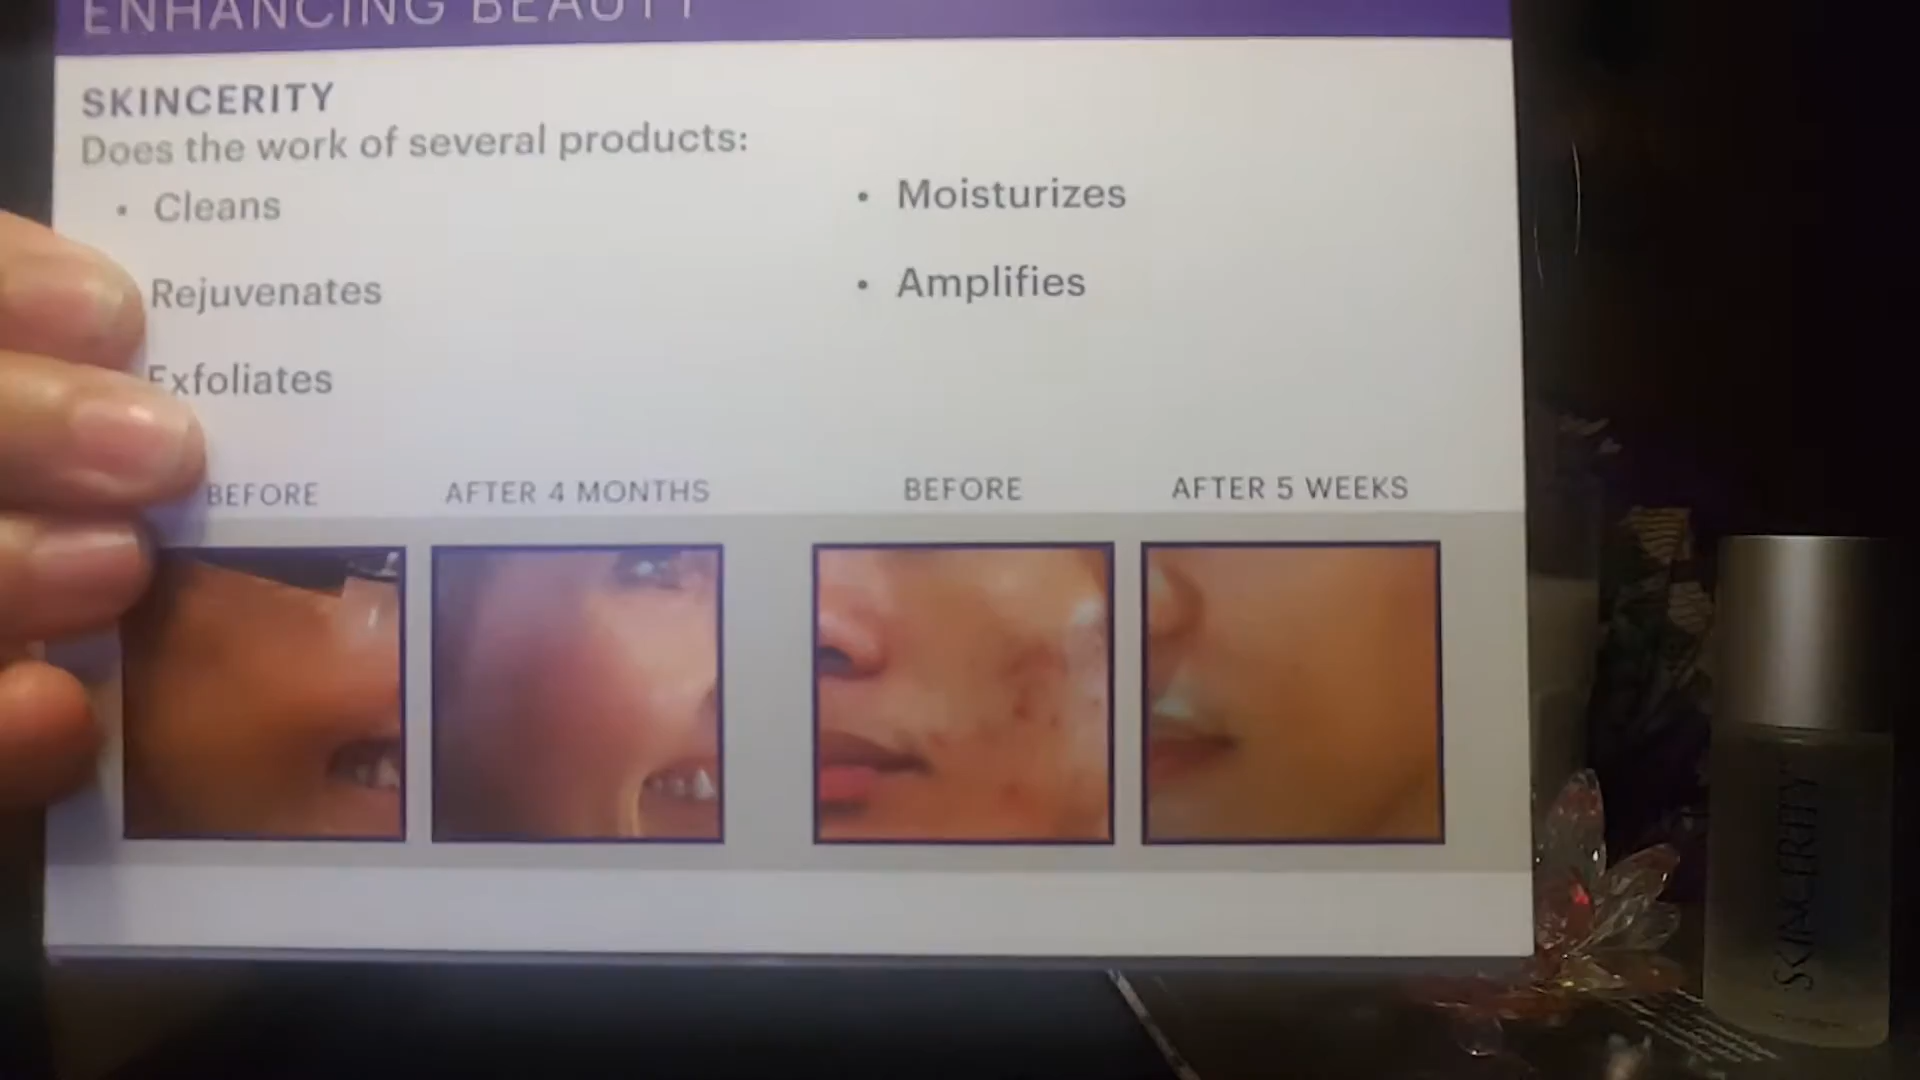 ENHANCING BEAUTY
SKINCERITY
Does the work of several products:
• Cleans
Rejuvenates
Exfoliates
• Moisturizes
• Amplifies
BEFORE
AFTER 4 MONTHS
BEFORE
AFTER 5 WEEKS
SKINCERITY